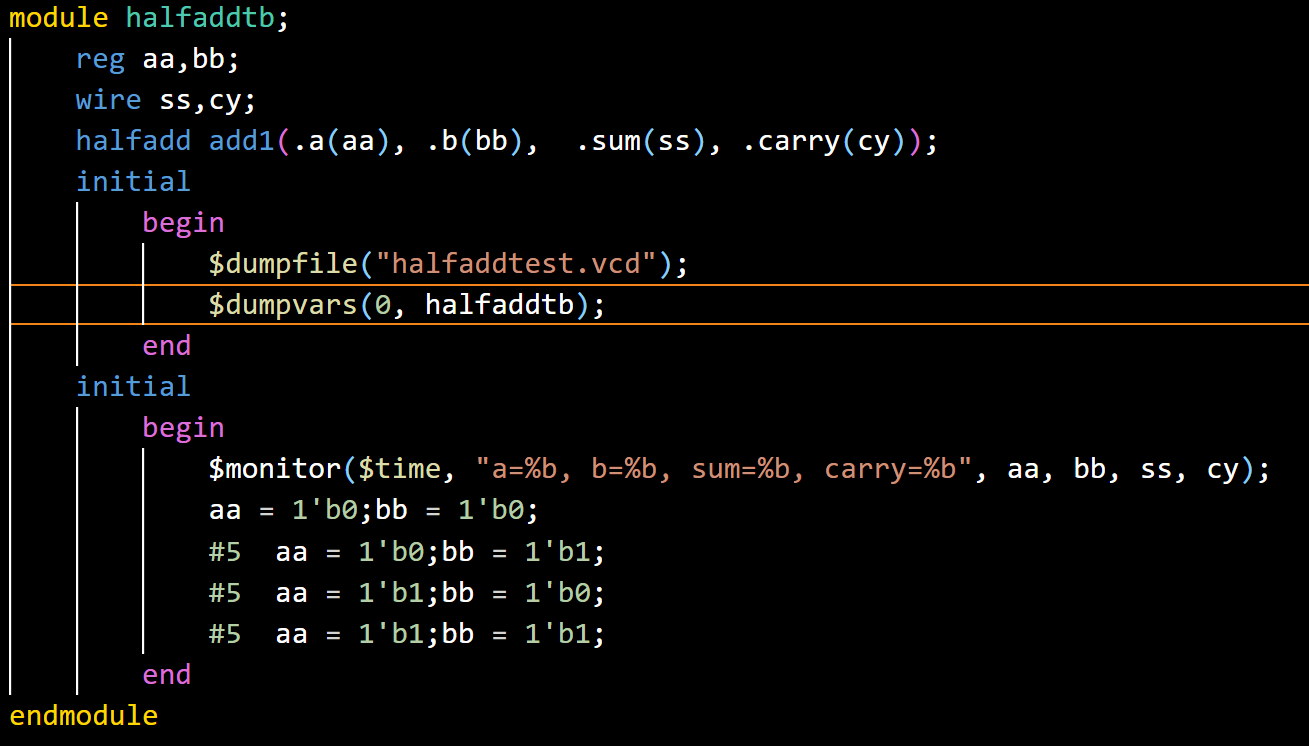 module halfaddtb;
    reg aa,bb;
    wire ss,cy;
    halfadd add1(.a(aa), .b(bb),  .sum(ss), .carry(cy));
    initial
        begin
            $dumpfile("halfaddtest.vcd");
            $dumpvars(0, halfaddtb);
        end
    initial
        begin
            $monitor($time, "a=%b, b=%b, sum=%b, carry=%b", aa, bb, ss, cy);
            aa = 1'b0;bb = 1'b0;
            #5  aa = 1'b0;bb = 1'b1;
            #5  aa = 1'b1;bb = 1'b0;
            #5  aa = 1'b1;bb = 1'b1;
        end
endmodule